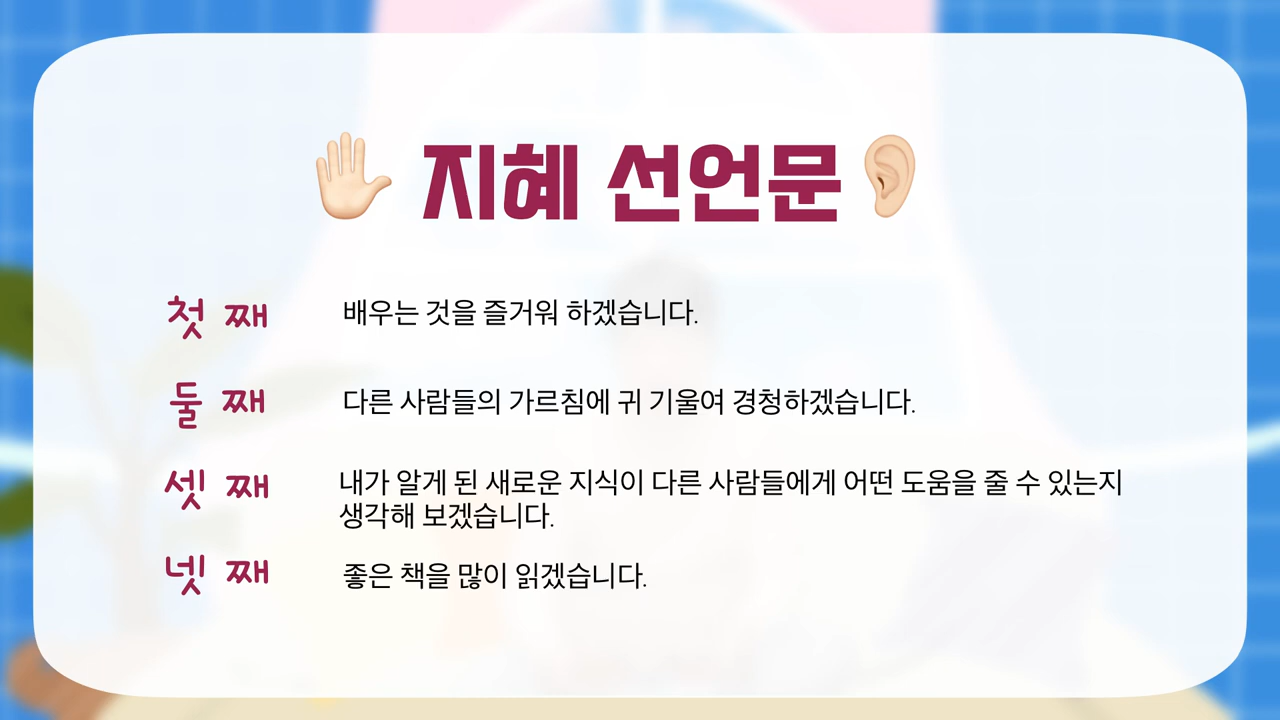 지혜 선언문
첫 째 배우는 것을 즐거워 하겠습니다.
둘 째 다른 사람들의 가르침에 귀 기울여 경청하겠습니다.
셋 째 내가 알게 된 새로운 지식이 다른 사람들에게 어떤 도움을 줄 수 있는지
생각해 보겠습니다.
넷 째 좋은 책을 많이 읽겠습니다.